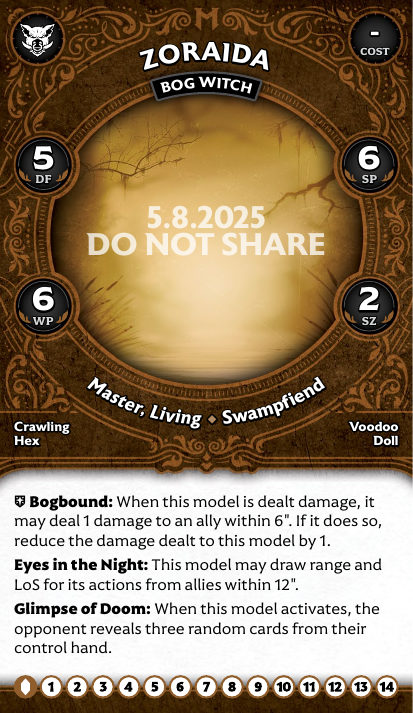 ZORAIDA
-
COST
BOG WITCH
5
DF
6
SP
5.8.2025
DO NOT SHARE
6
WP
2
SZ
Master, Living ◆ Swampfiend
Crawling
Hex
Voodoo
Doll
Bogbound: When this model is dealt damage, it
may deal 1 damage to an ally within 6". If it does so,
reduce the damage dealt to this model by 1.
Eyes in the Night: This model may draw range and
LoS for its actions from allies within 12".
Glimpse of Doom: When this model activates, the
opponent reveals three random cards from their
control hand.
1 2 3 4 5 6 7 8 9 10 11 12 13 14